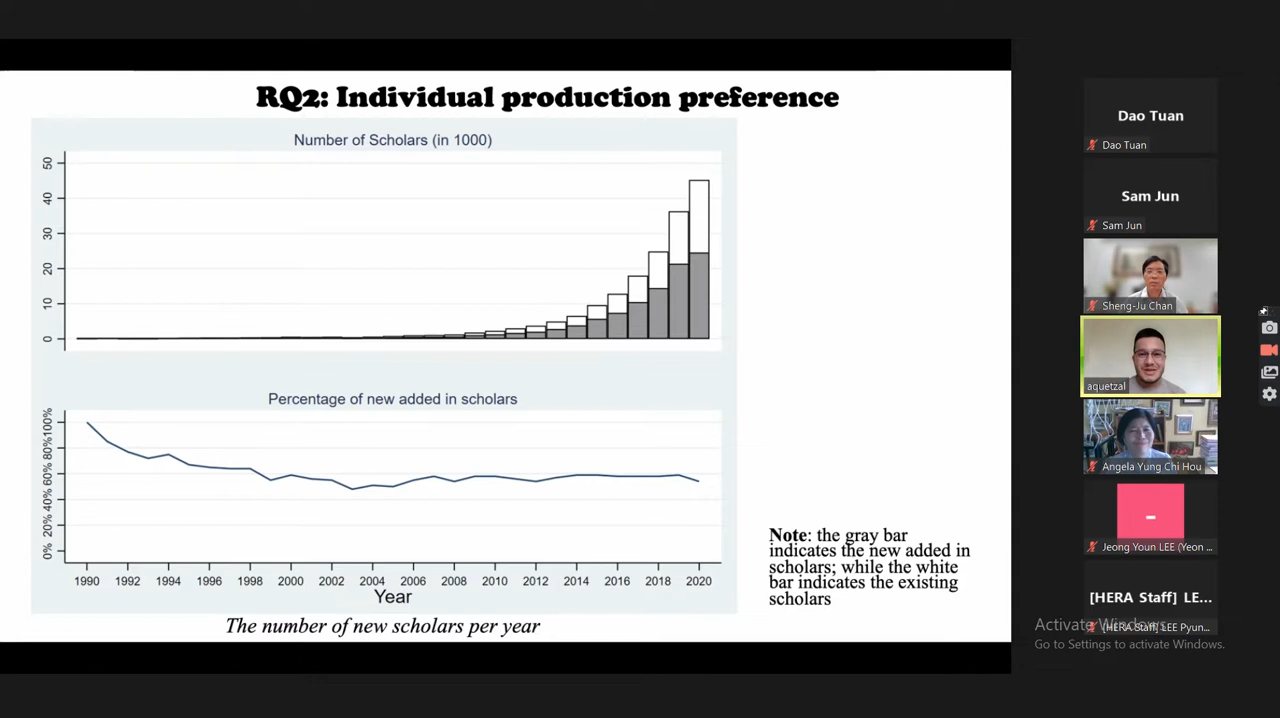 RQ2: Individual production preference
Number of Scholars (in 1000)
50
40
30
20
10
0
Percentage of new added in scholars
100%
80%
60%
40%
20%
0%
1990 1992 1994 1996 1998 2000 2002 2004 2006 2008 2010 2012 2014 2016 2018 2020
Year
The number of new scholars per year
Note: the gray bar
indicates the new added in
scholars; while the white
bar indicates the existing
scholars
Dao Tuan
Dao Tuan
Sam Jun
Sam Jun
Sheng-Ju Chan
aquetzal
Angela Yung Chi Hou
-
Jeong Youn LEE (Yeon ...
[HERA Staff] LE...
[HERA Staff] LEE Pyun...
Activate Windows
Go to Settings to activate Windows.